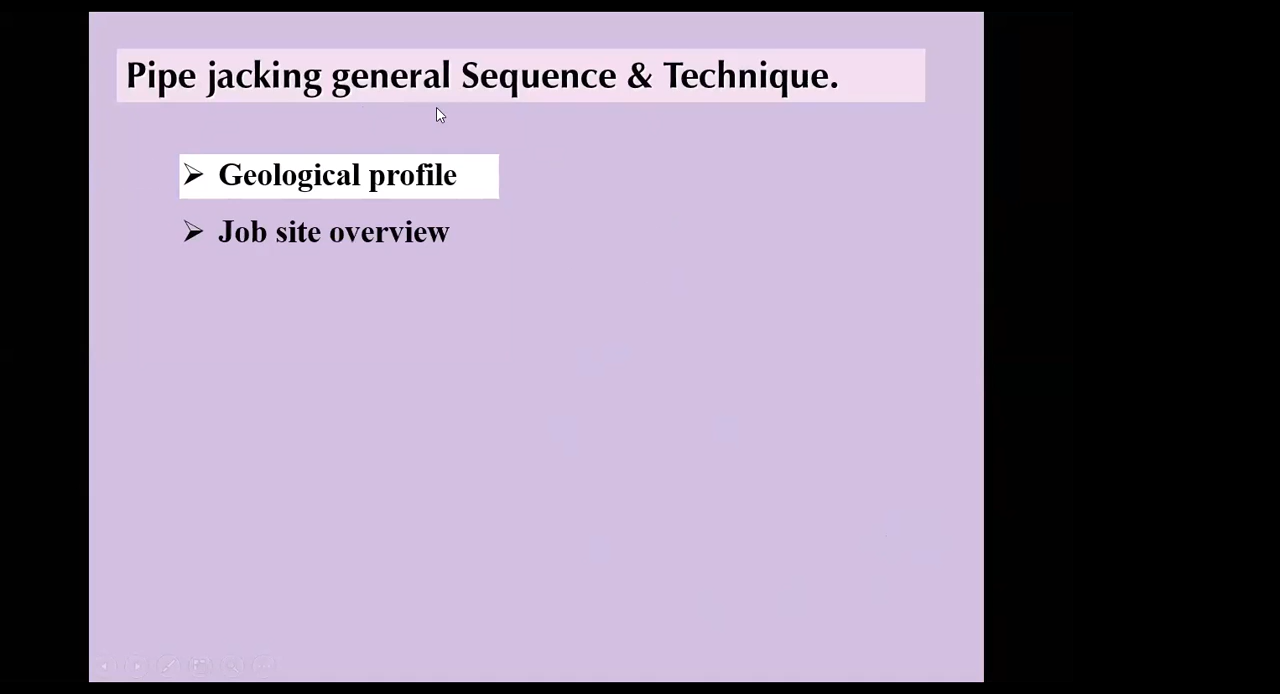 Pipe jacking general Sequence & Technique.
➢ Geological profile
➢ Job site overview